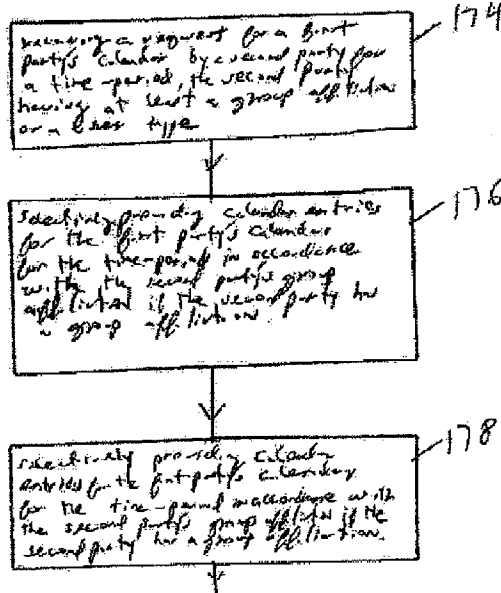 174
receiving a request for a first
party's calendar by a second party for
a time-period, the second party
having at least a group affiliation
or a user type
176
selectively providing calendar entries
for the first party's calendar
for the time-period in accordance
with the second party's group
affiliation if the second party has
a group affiliation
178
selectively providing calendar
entries for the first party's calendar
for the time-period in accordance with
the second party's group affiliation if the
second party has a group affiliation.